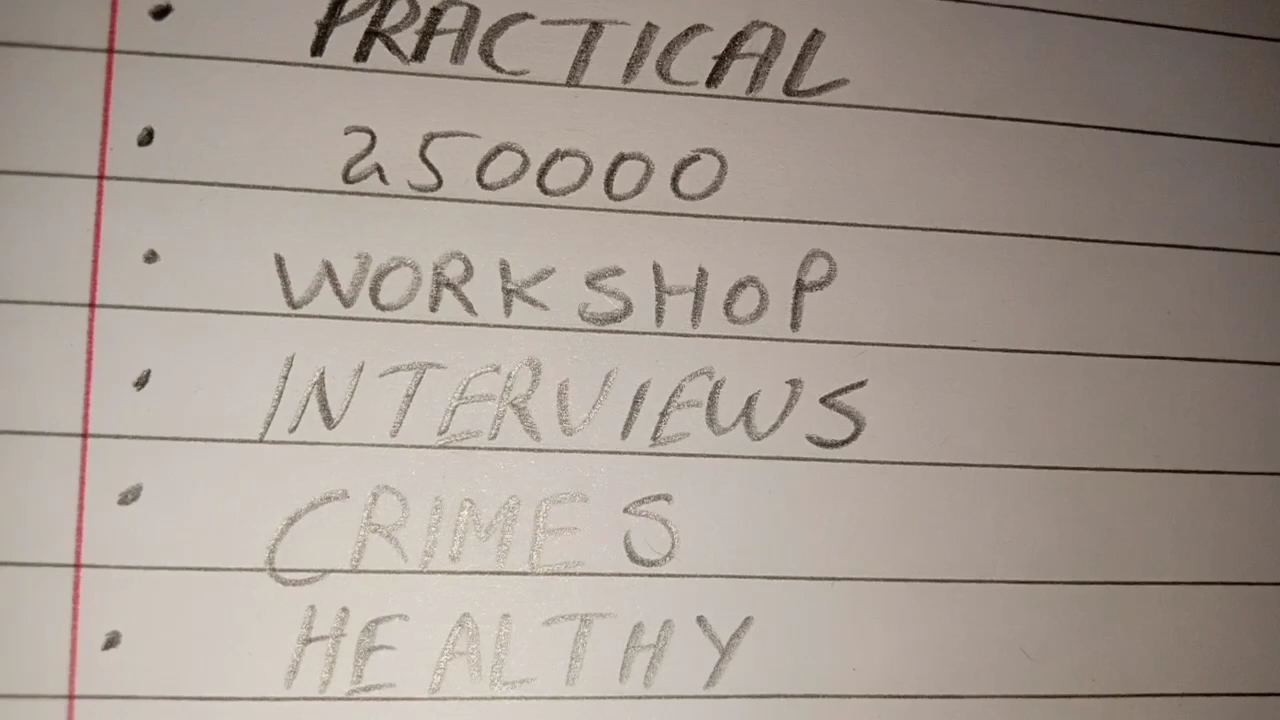 • PRACTICAL
• 250000
• WORKSHOP
• INTERVIEWS
• CRIMES
• HEALTHY